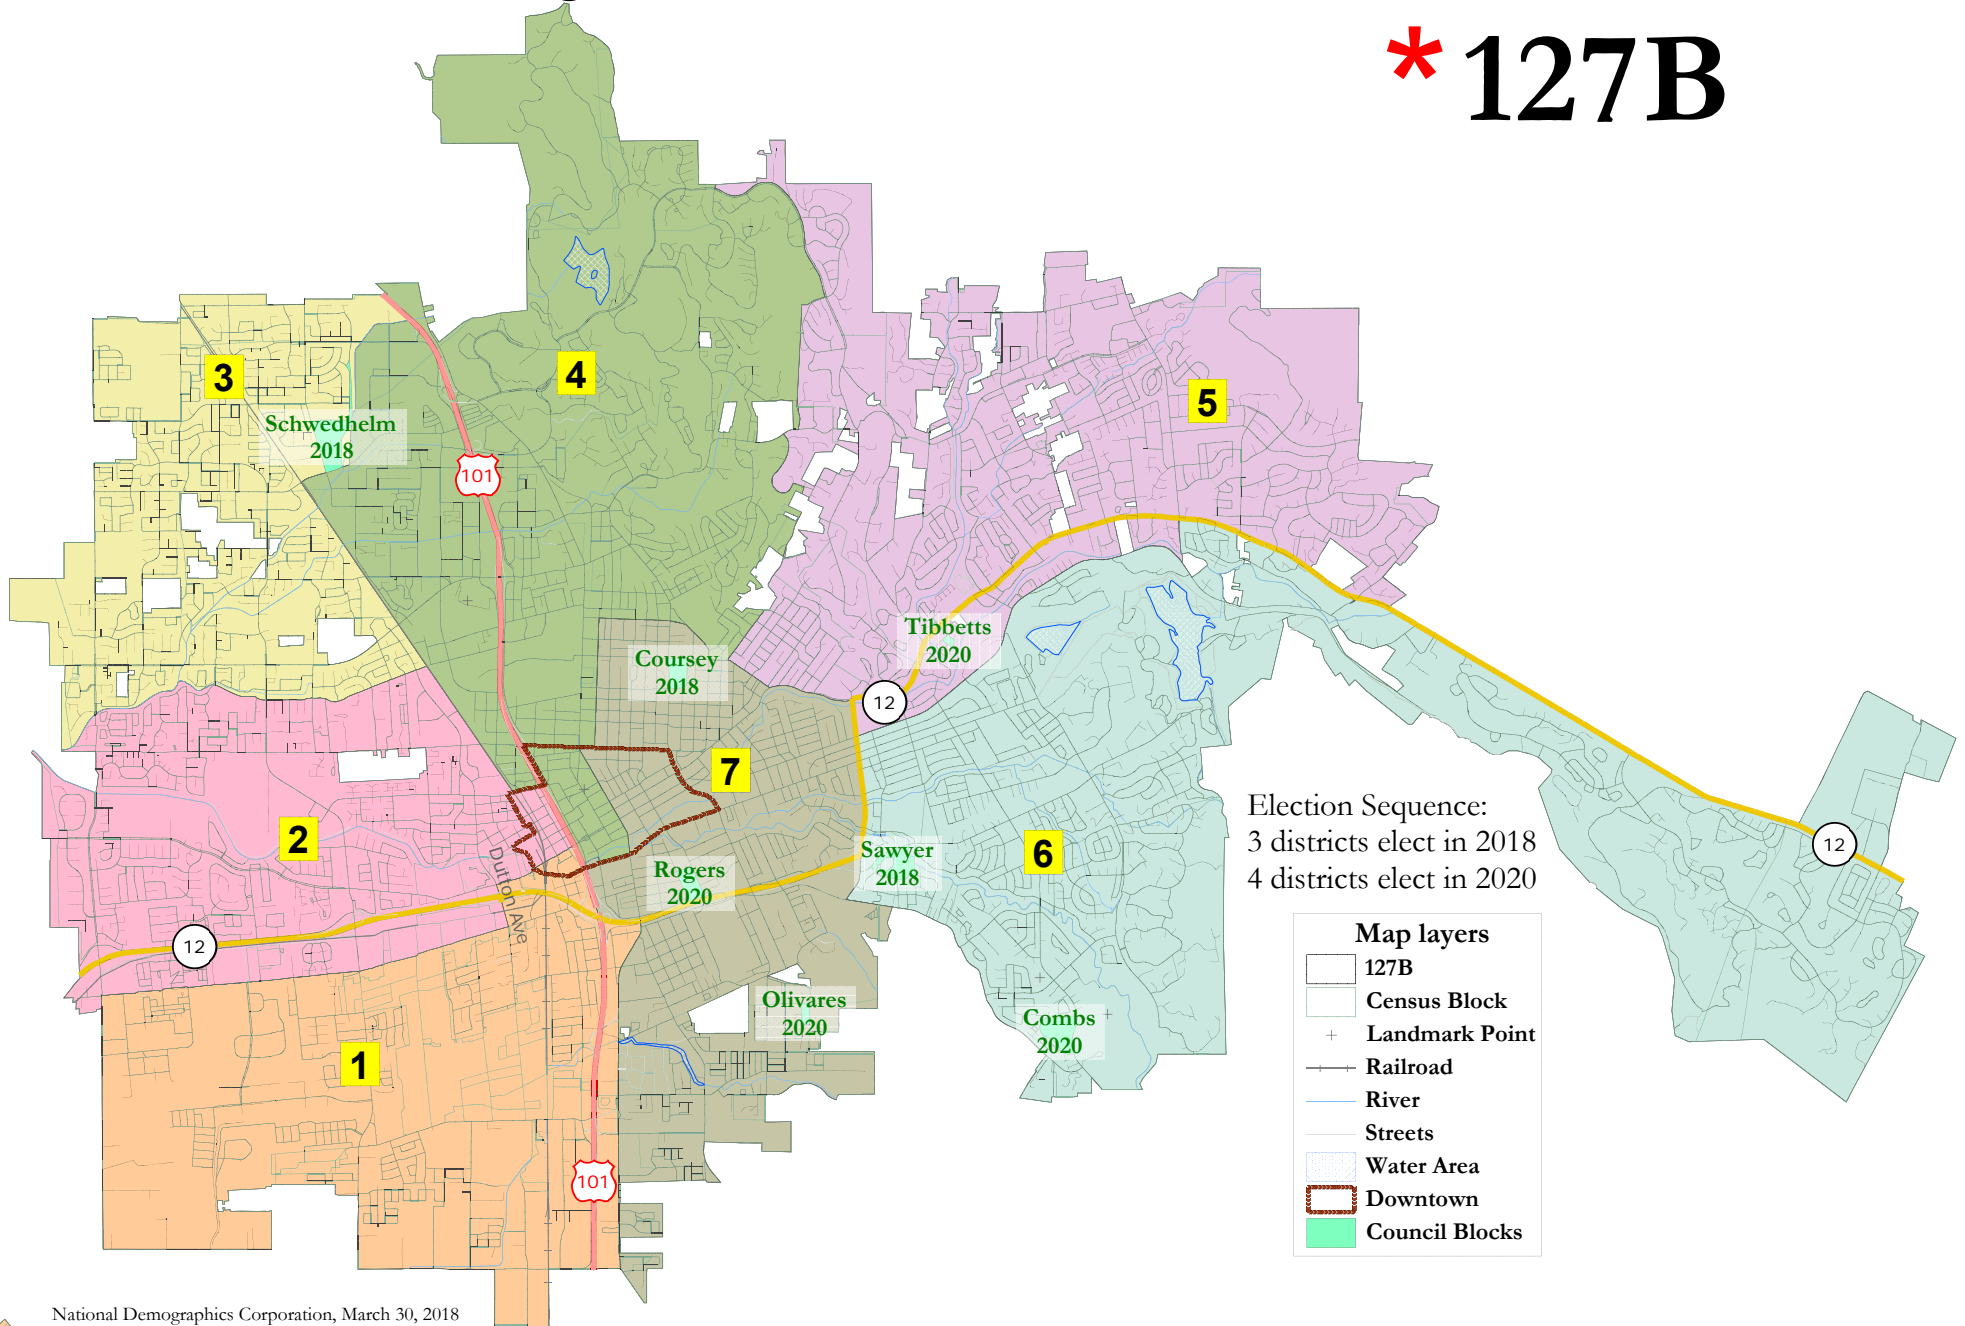 * 127B
3
4
5
Schwedhelm
2018
101
Tibbetts
2020
Coursey
2018
12
7
2
Election Sequence:
3 districts elect in 2018
4 districts elect in 2020
12
Dutton Ave
Rogers
2020
Sawyer
2018
6
12
Olivares
2020
Combs
2020
1
101
Map layers
127B
Census Block
Landmark Point
Railroad
River
Streets
Water Area
Downtown
Council Blocks
National Demographics Corporation, March 30, 2018